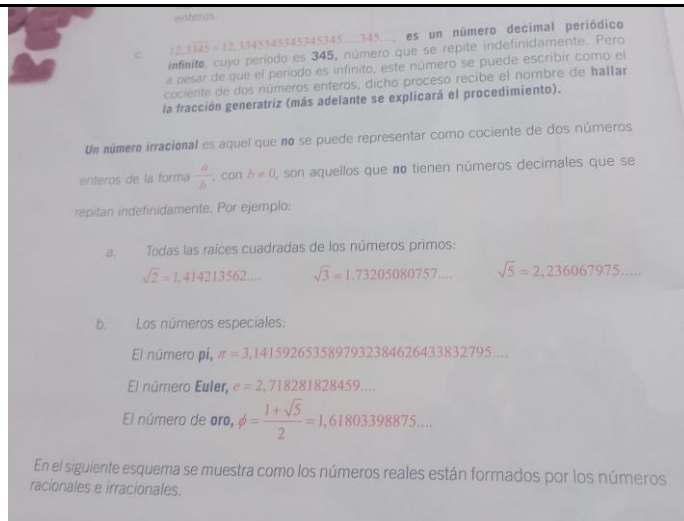 enteros.
c. 12,3345 = 12,3345345345345345....345...., es un número decimal periódico
infinito, cuyo período es 345, número que se repite indefinidamente. Pero
a pesar de que el período es infinito, este número se puede escribir como el
cociente de dos números enteros, dicho proceso recibe el nombre de hallar
la fracción generatriz (más adelante se explicará el procedimiento).
Un número irracional es aquel que no se puede representar como cociente de dos números
enteros de la forma a/b, con b ≠ 0, son aquellos que no tienen números decimales que se
repitan indefinidamente. Por ejemplo:
a. Todas las raíces cuadradas de los números primos:
√2 = 1,414213562.... √3 = 1.73205080757.... √5 = 2,236067975.....
b. Los números especiales:
El número pi, π = 3,1415926535897932384626433832795....
El número Euler, e = 2,718281828459....
El número de oro, ϕ = (1+√5)/2 = 1,61803398875....
En el siguiente esquema se muestra como los números reales están formados por los números
racionales e irracionales.